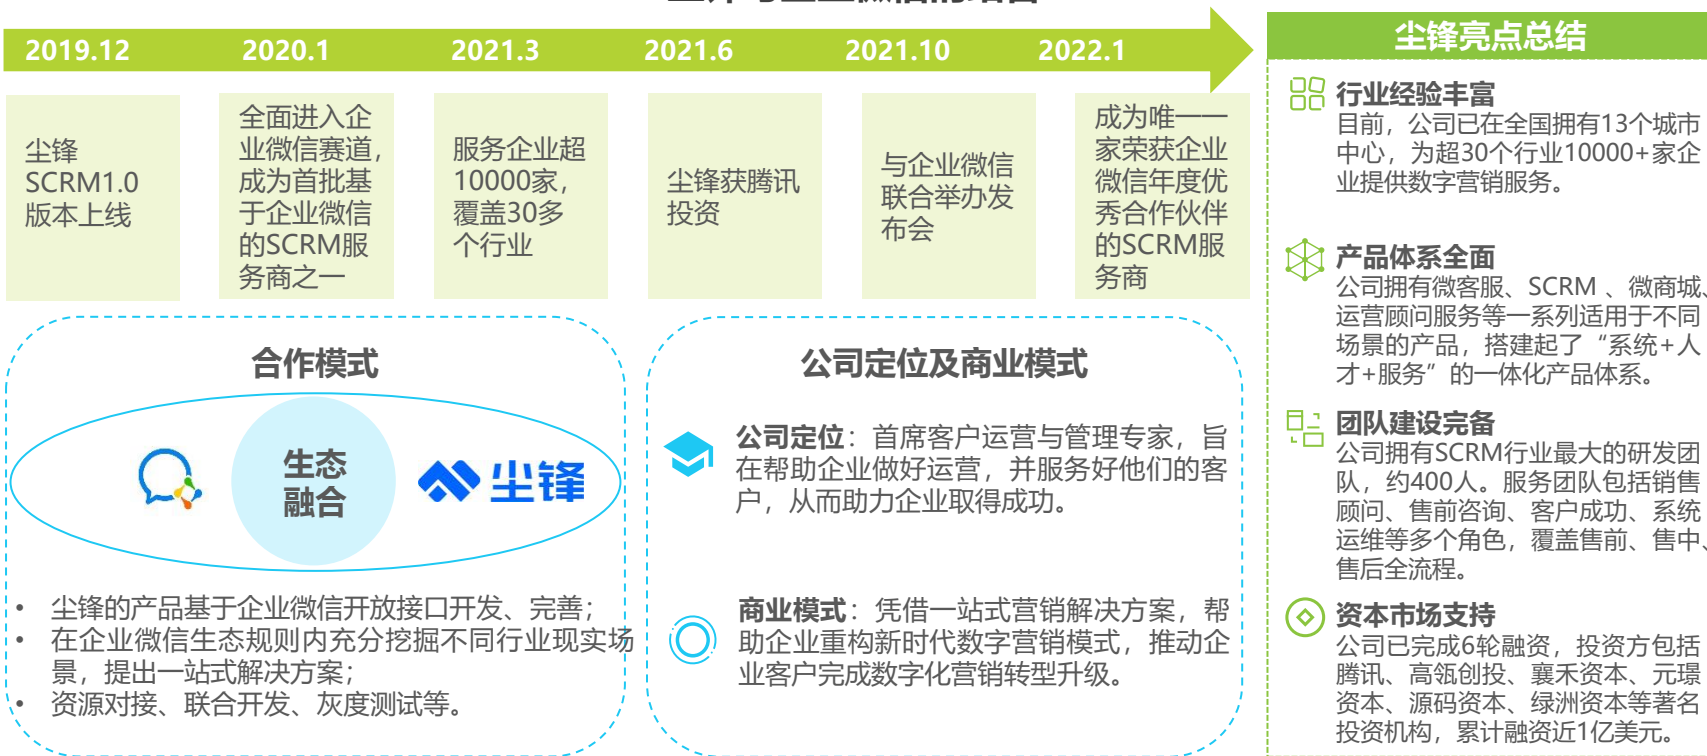 2019.12
2020.1
2021.3
2021.6
2021.10
2022.1
尘锋
SCRM1.0
版本上线
全面进入企
业微信赛道,
成为首批基
于企业微信
的SCRM服
务商之一
服务企业超
10000家，
覆盖30多
个行业
尘锋获腾讯
投资
与企业微信
联合举办发
布会
成为唯一一
家荣获企业
微信年度优
秀合作伙伴
的SCRM服
务商
合作模式
生态
融合
尘锋
• 尘锋的产品基于企业微信开放接口开发、完善；
• 在企业微信生态规则内充分挖掘不同行业现实场
景，提出一站式解决方案；
• 资源对接、联合开发、灰度测试等。
公司定位及商业模式
公司定位：首席客户运营与管理专家，旨
在帮助企业做好运营，并服务好他们的客
户，从而助力企业取得成功。
商业模式：凭借一站式营销解决方案，帮
助企业重构新时代数字营销模式，推动企
业客户完成数字化营销转型升级。
尘锋亮点总结
行业经验丰富
目前，公司已在全国拥有13个城市
中心，为超30个行业10000+家企
业提供数字营销服务。
产品体系全面
公司拥有微客服、SCRM 、微商城、
运营顾问服务等一系列适用于不同
场景的产品，搭建起了“系统+人
才+服务”的一体化产品体系。
团队建设完备
公司拥有SCRM行业最大的研发团
队，约400人。服务团队包括销售
顾问、售前咨询、客户成功、系统
运维等多个角色，覆盖售前、售中、
售后全流程。
资本市场支持
公司已完成6轮融资，投资方包括
腾讯、高瓴创投、襄禾资本、元璟
资本、源码资本、绿洲资本等著名
投资机构，累计融资近1亿美元。